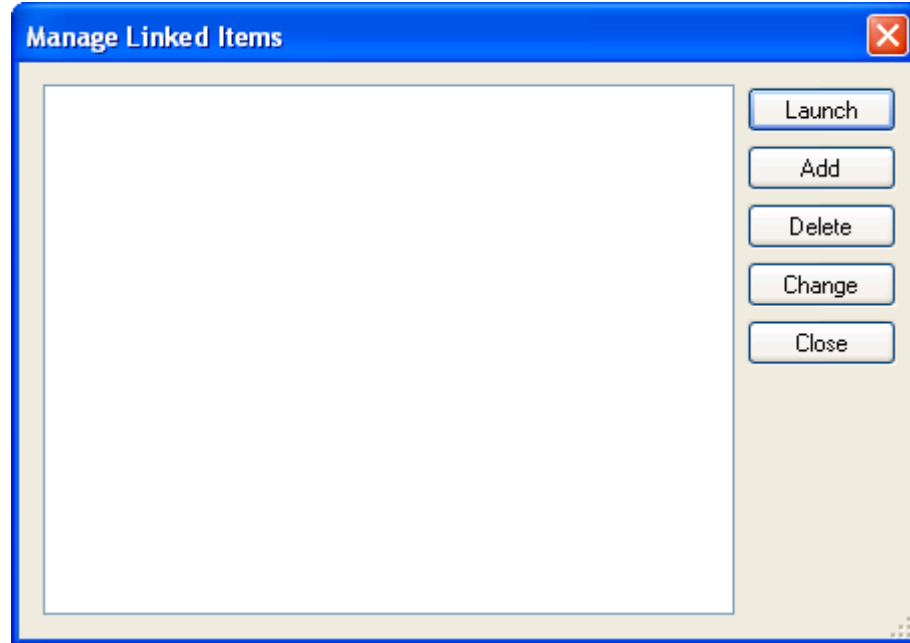 Manage Linked Items
Launch
Add
Delete
Change
Close